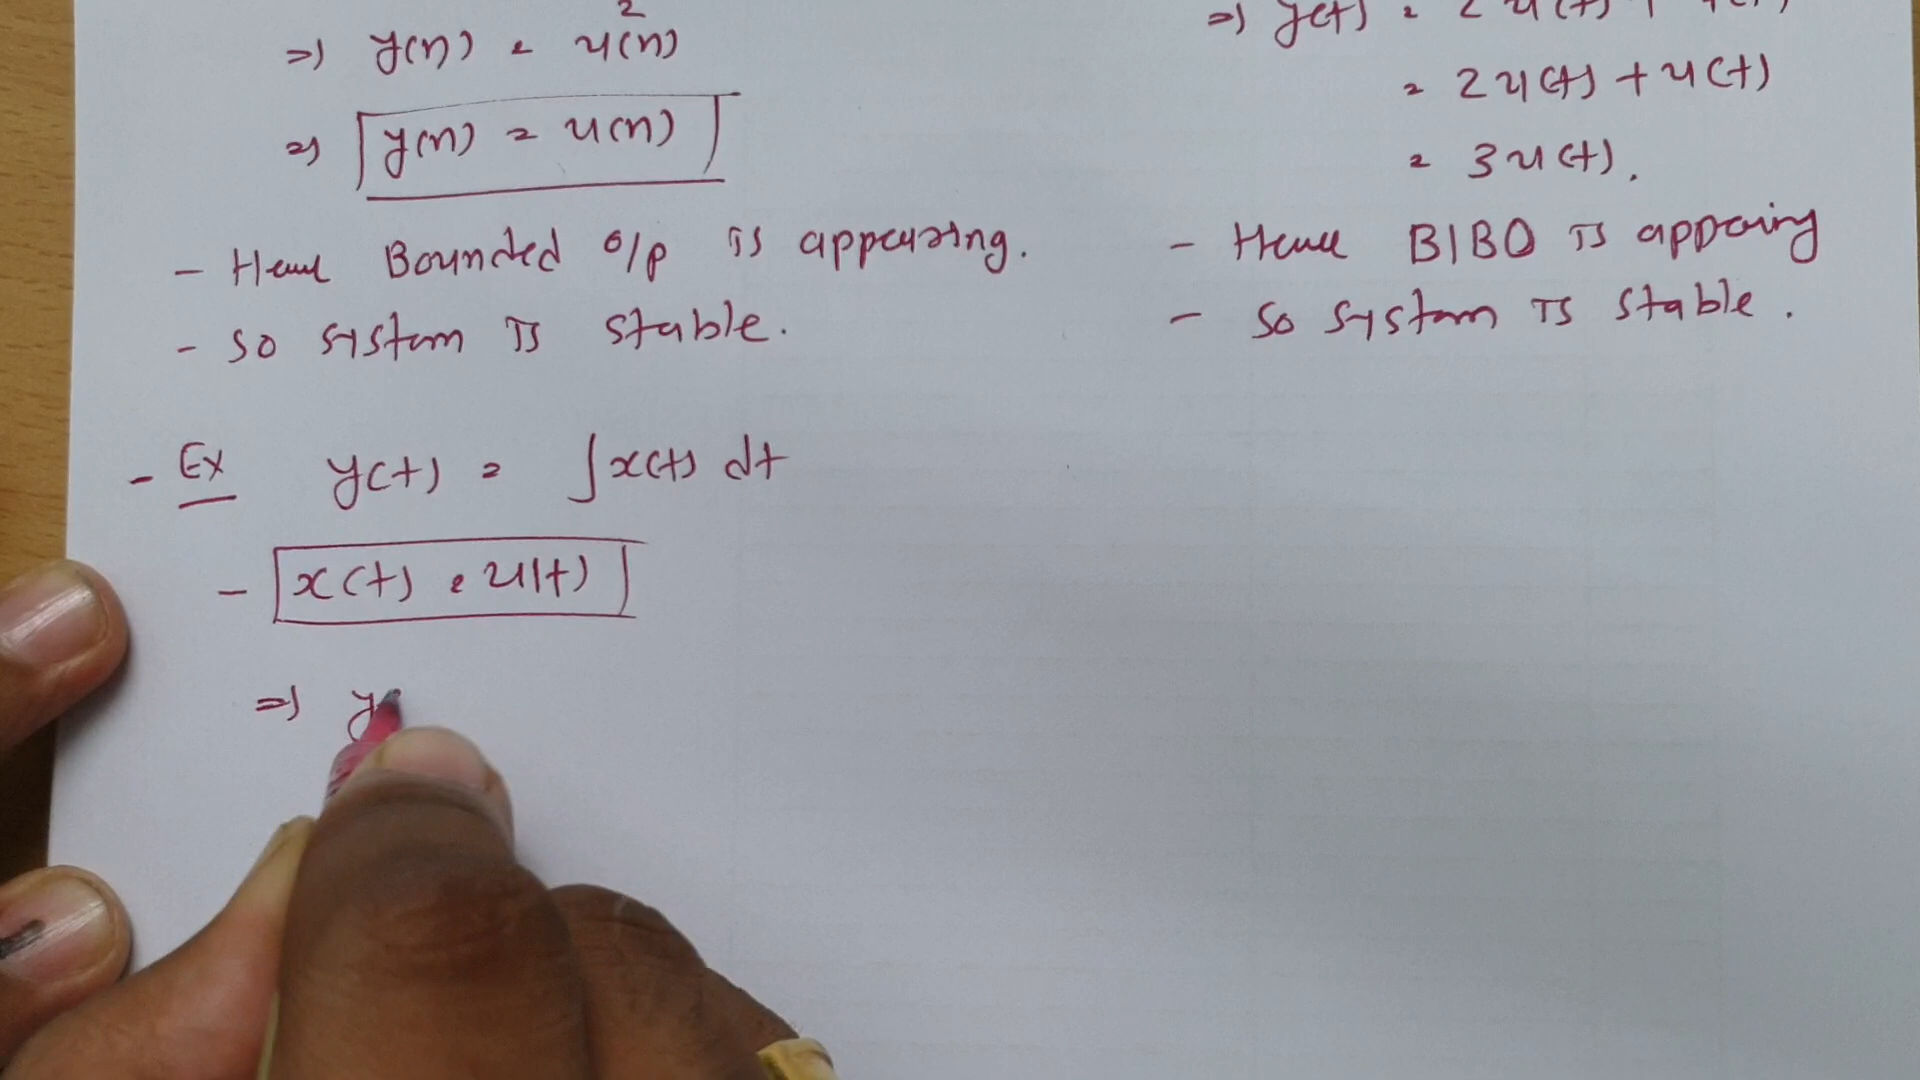 ⇒ y(n) = u²(n)
⇒ y(n) = u(n)
- Hence Bounded o/p is appearing.
- So system is stable.
- Ex y(t) = ∫x(t) dt
- x(t) = u(t)
⇒ y
⇒ y(t) = 2u(t) +
= 2u(t) + u(t)
= 3u(t).
- Hence BIBO is appearing
- So system is stable.